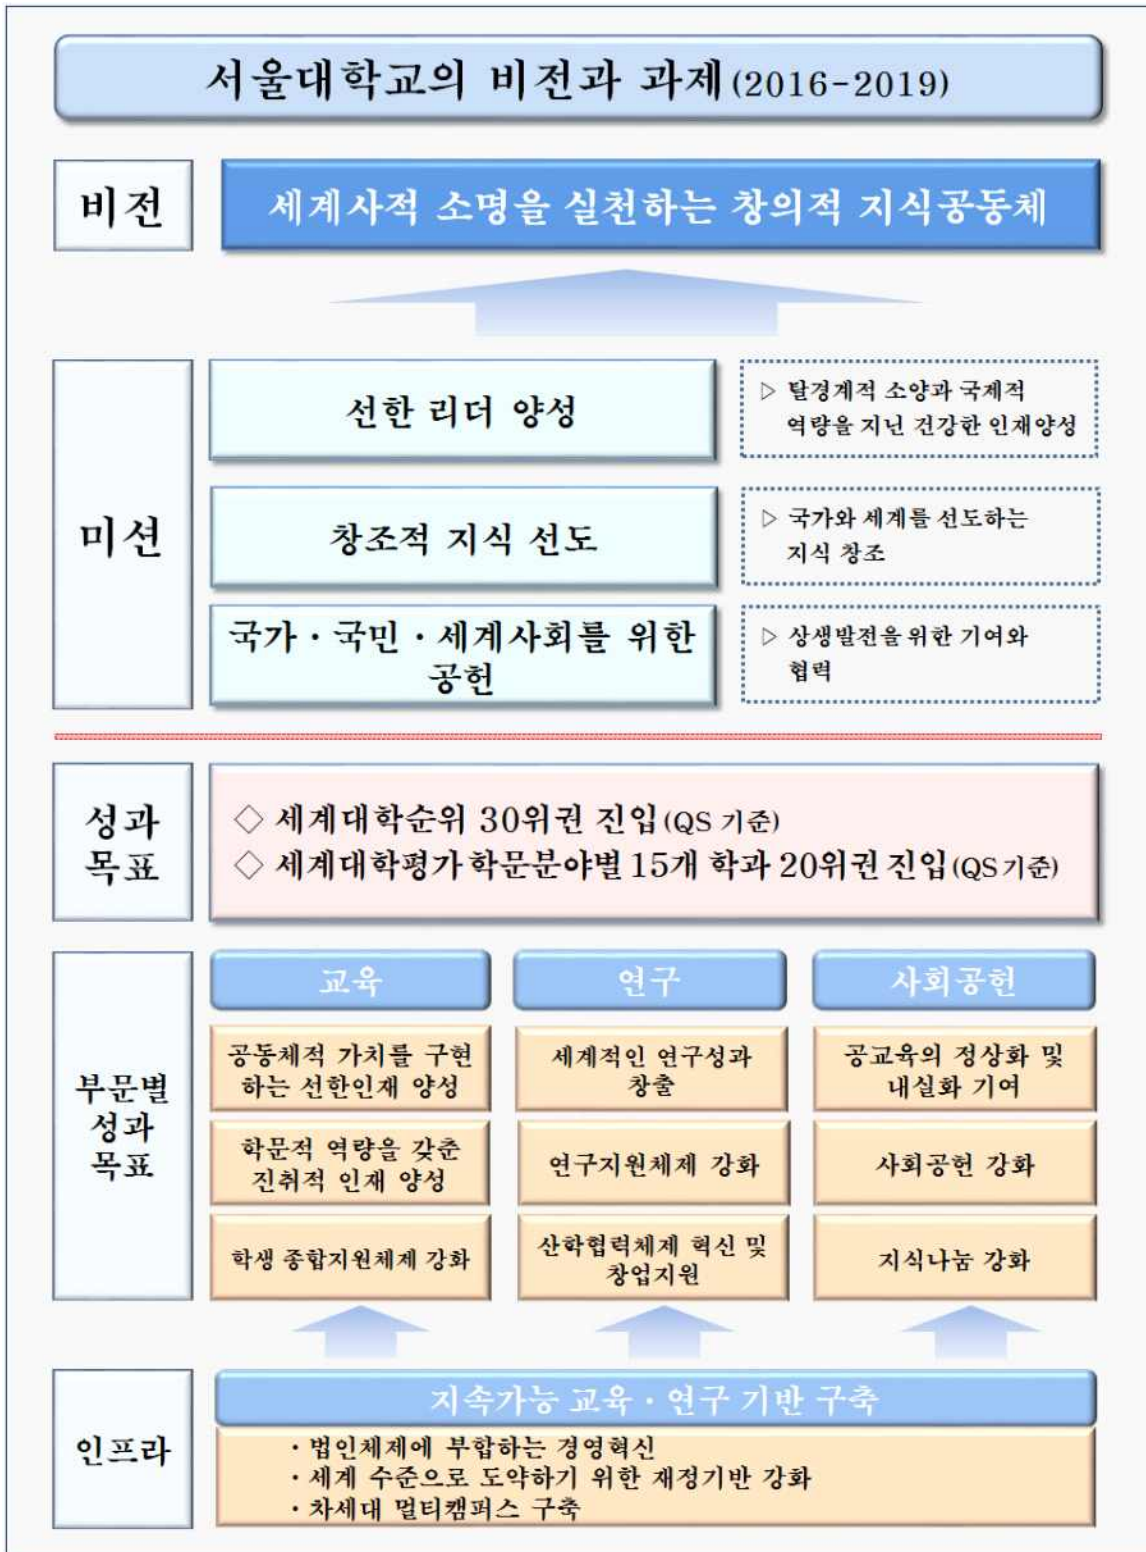 서울대학교의 비전과 과제(2016-2019)
비전
세계사적 소명을 실천하는 창의적 지식공동체
미션
선한 리더 양성
▷ 탈경계적 소양과 국제적
역량을 지닌 건강한 인재양성
창조적 지식 선도
▷ 국가와 세계를 선도하는
지식 창조
국가·국민·세계사회를 위한
공헌
▷ 상생발전을 위한 기여와
협력
성과
목표
◇ 세계대학순위 30위권 진입(QS 기준)
◇ 세계대학평가 학문분야별 15개 학과 20위권 진입(QS 기준)
부문별
성과
목표
교육
공동체적 가치를 구현
하는 선한인재 양성
학문적 역량을 갖춘
진취적 인재 양성
학생 종합지원체제 강화
연구
세계적인 연구성과
창출
연구지원체제 강화
산학협력체제 혁신 및
창업지원
사회공헌
공교육의 정상화 및
내실화 기여
사회공헌 강화
지식나눔 강화
인프라
지속가능 교육·연구 기반 구축
· 법인체제에 부합하는 경영혁신
· 세계 수준으로 도약하기 위한 재정기반 강화
· 차세대 멀티캠퍼스 구축